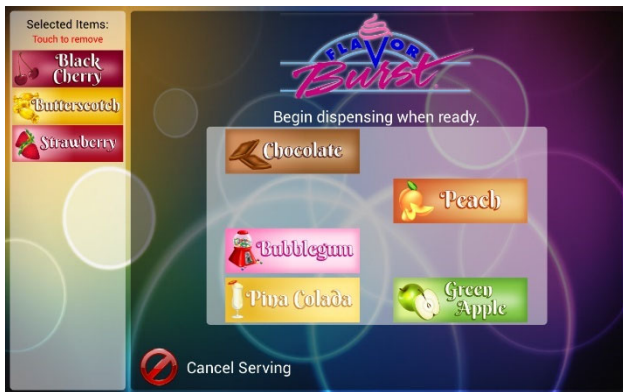 Selected Items:
Touch to remove
Black
Cherry
Butterscotch
Strawberry
FLAVOR
Burst
Begin dispensing when ready.
Chocolate
Peach
Bubblegum
Pina Colada
Green
Apple
Cancel Serving